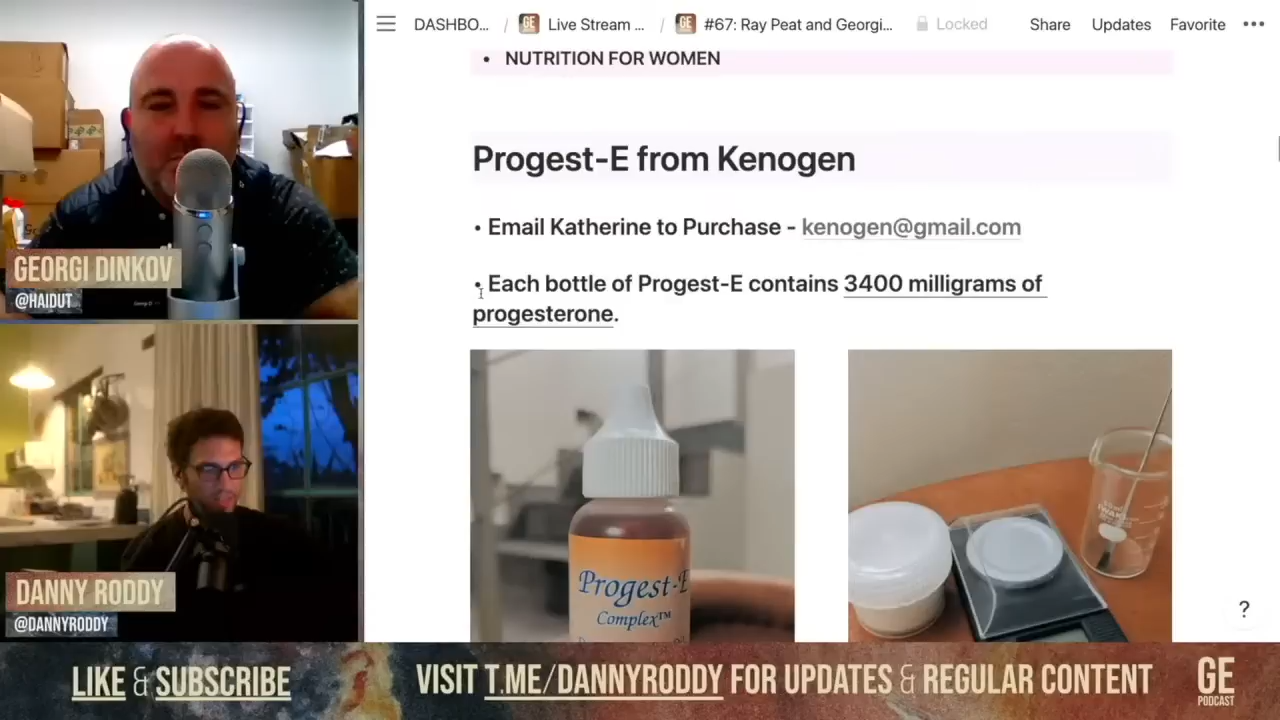 DASHBO... / Live Stream ... / #67: Ray Peat and Georgi... Locked Share Updates Favorite
• NUTRITION FOR WOMEN
Progest-E from Kenogen
• Email Katherine to Purchase - kenogen@gmail.com
• Each bottle of Progest-E contains 3400 milligrams of
progesterone.
GEORGI DINKOV
@HAIDUT
Progest-E
Complex™
DANNY RODDY
@DANNYRODDY
?
LIKE & SUBSCRIBE
VISIT T.ME/DANNYRODDY FOR UPDATES & REGULAR CONTENT
GE
PODCAST